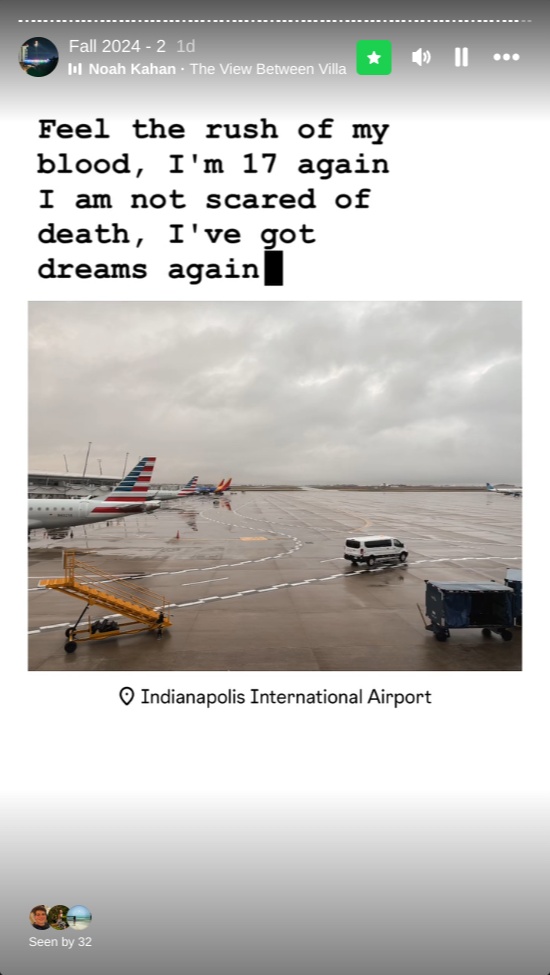 Fall 2024 - 2 1d
Noah Kahan · The View Between Villa
Feel the rush of my
blood, I'm 17 again
I am not scared of
death, I've got
dreams again
Indianapolis International Airport
Seen by 32